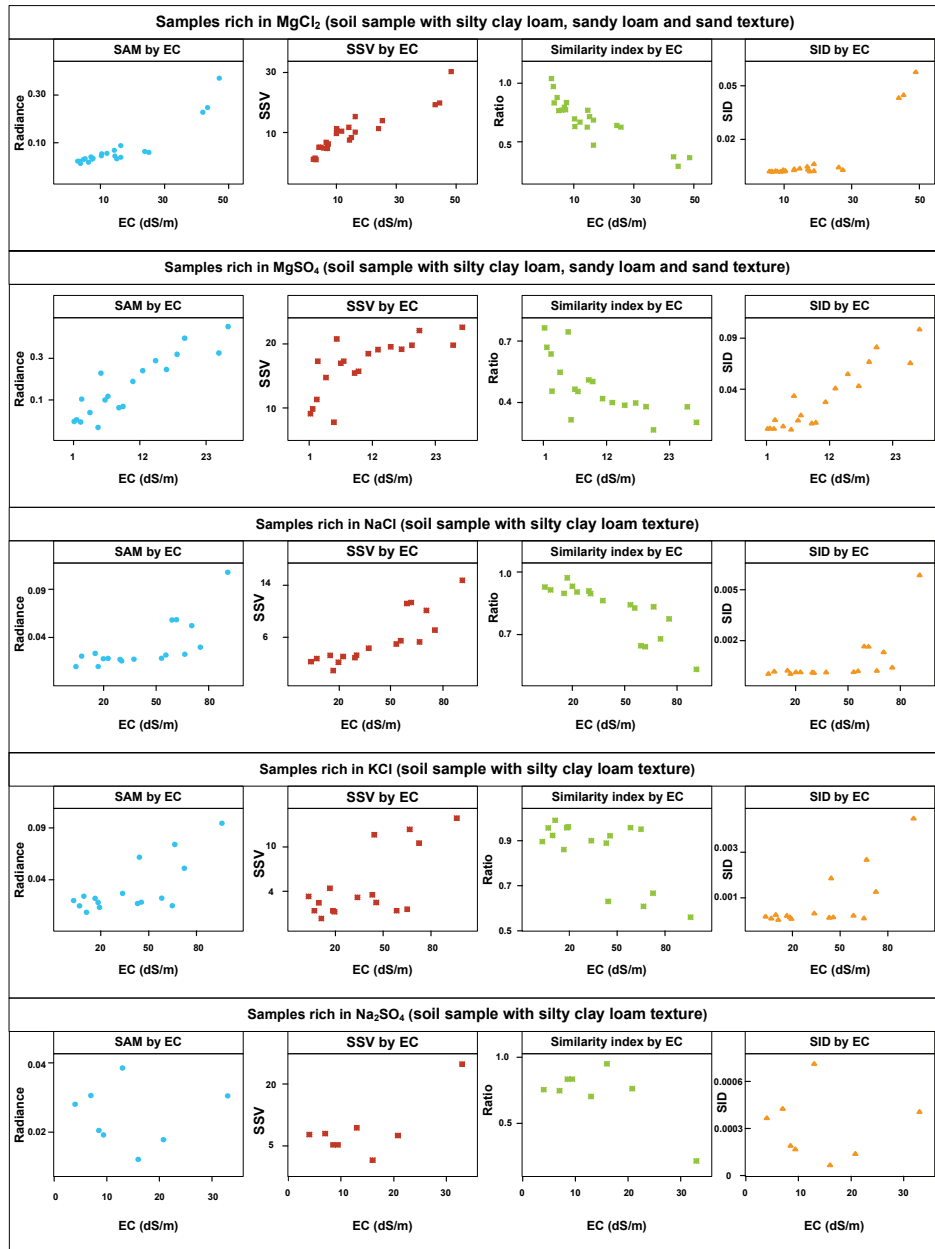 Samples rich in MgCl₂ (soil sample with silty clay loam, sandy loam and sand texture)
SAM by EC SSV by EC Similarity index by EC SID by EC
Radiance 0.30 0.10 10 30 50 EC (dS/m)
SSV 30 10 10 30 50 EC (dS/m)
Ratio 1.0 0.5 10 30 50 EC (dS/m)
SID 0.05 0.02 10 30 50 EC (dS/m)
Samples rich in MgSO₄ (soil sample with silty clay loam, sandy loam and sand texture)
SAM by EC SSV by EC Similarity index by EC SID by EC
Radiance 0.3 0.1 1 12 23 EC (dS/m)
SSV 20 10 1 12 23 EC (dS/m)
Ratio 0.7 0.4 1 12 23 EC (dS/m)
SID 0.09 0.04 1 12 23 EC (dS/m)
Samples rich in NaCl (soil sample with silty clay loam texture)
SAM by EC SSV by EC Similarity index by EC SID by EC
Radiance 0.09 0.04 20 50 80 EC (dS/m)
SSV 14 6 20 50 80 EC (dS/m)
Ratio 1.0 0.7 20 50 80 EC (dS/m)
SID 0.005 0.002 20 50 80 EC (dS/m)
Samples rich in KCl (soil sample with silty clay loam texture)
SAM by EC SSV by EC Similarity index by EC SID by EC
Radiance 0.09 0.04 20 50 80 EC (dS/m)
SSV 10 4 20 50 80 EC (dS/m)
Ratio 0.9 0.6 0.5 20 50 80 EC (dS/m)
SID 0.003 0.001 20 50 80 EC (dS/m)
Samples rich in Na₂SO₄ (soil sample with silty clay loam texture)
SAM by EC SSV by EC Similarity index by EC SID by EC
Radiance 0.04 0.02 0 10 20 30 EC (dS/m)
SSV 20 5 0 10 20 30 EC (dS/m)
Ratio 1.0 0.5 0 10 20 30 EC (dS/m)
SID 0.0006 0.0003 0 0 10 20 30 EC (dS/m)